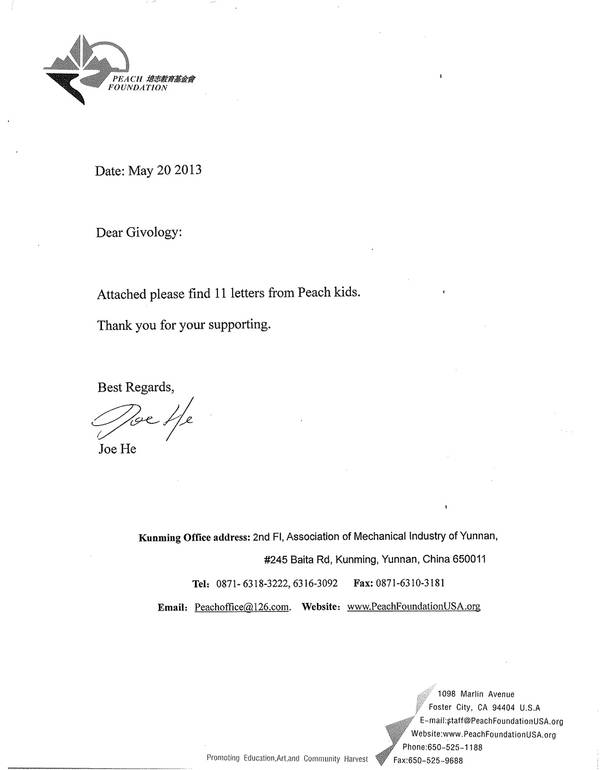 PEACH 培志教育基金會
FOUNDATION
Date: May 20 2013
Dear Givology:
Attached please find 11 letters from Peach kids.
Thank you for your supporting.
Best Regards,
Joe He
Joe He
Kunming Office address: 2nd Fl, Association of Mechanical Industry of Yunnan,
#245 Baita Rd, Kunming, Yunnan, China 650011
Tel: 0871- 6318-3222, 6316-3092 Fax: 0871-6310-3181
Email: Peachoffice@126.com, Website: www.PeachFoundationUSA.org
1098 Marlin Avenue
Foster City, CA 94404 U.S.A
E-mail:staff@PeachFoundationUSA.org
Website:www.PeachFoundationUSA.org
Phone:650-525-1188
Promoting Education,Art,and Community Harvest
Fax:650-525-9688